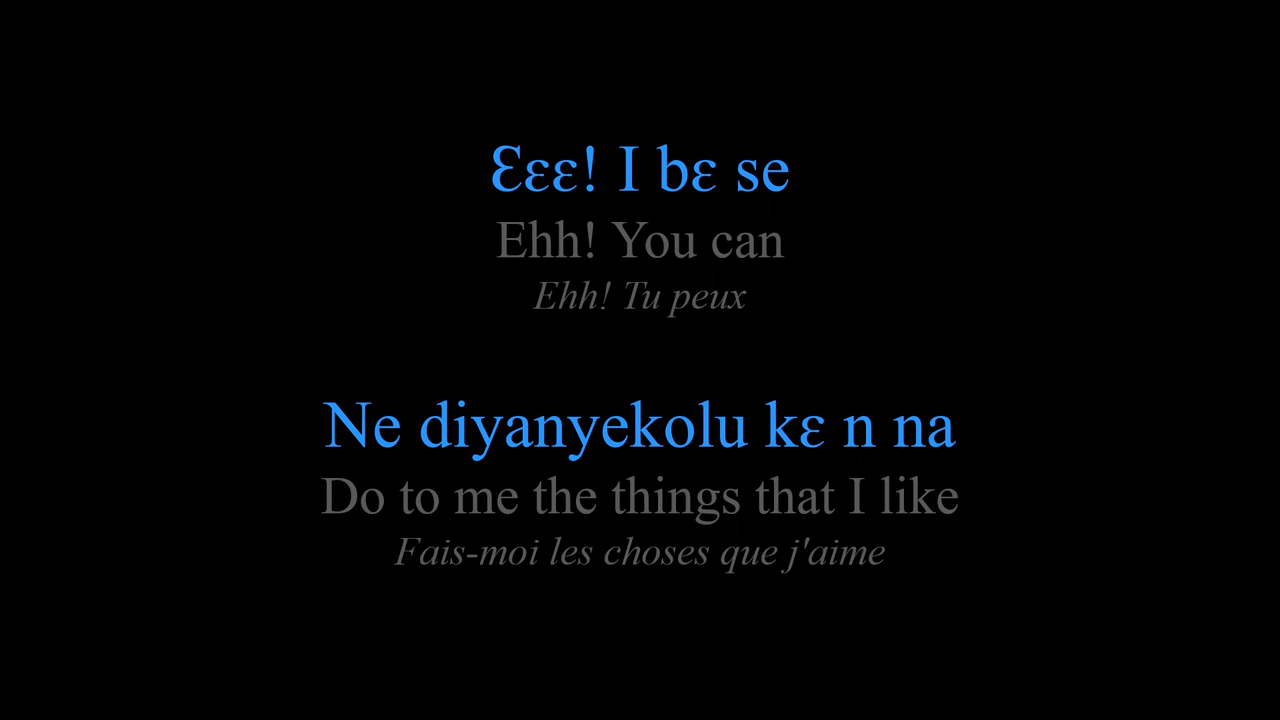 Ɛɛɛ! I bɛ se
Ehh! You can
Ehh! Tu peux
Ne diyanyekolu kɛ n na
Do to me the things that I like
Fais-moi les choses que j'aime